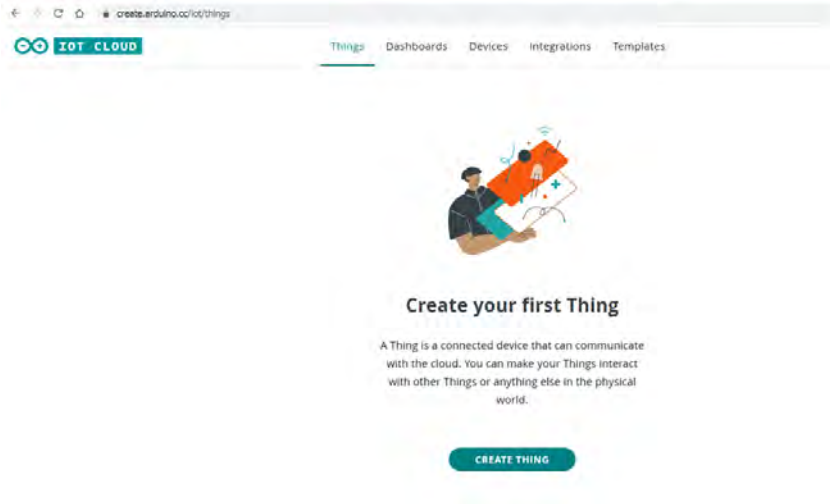 create.arduino.cc/iot/things
IOT CLOUD
Things Dashboards Devices Integrations Templates
Create your first Thing
A Thing is a connected device that can communicate
with the cloud. You can make your Things interact
with other Things or anything else in the physical
world.
CREATE THING